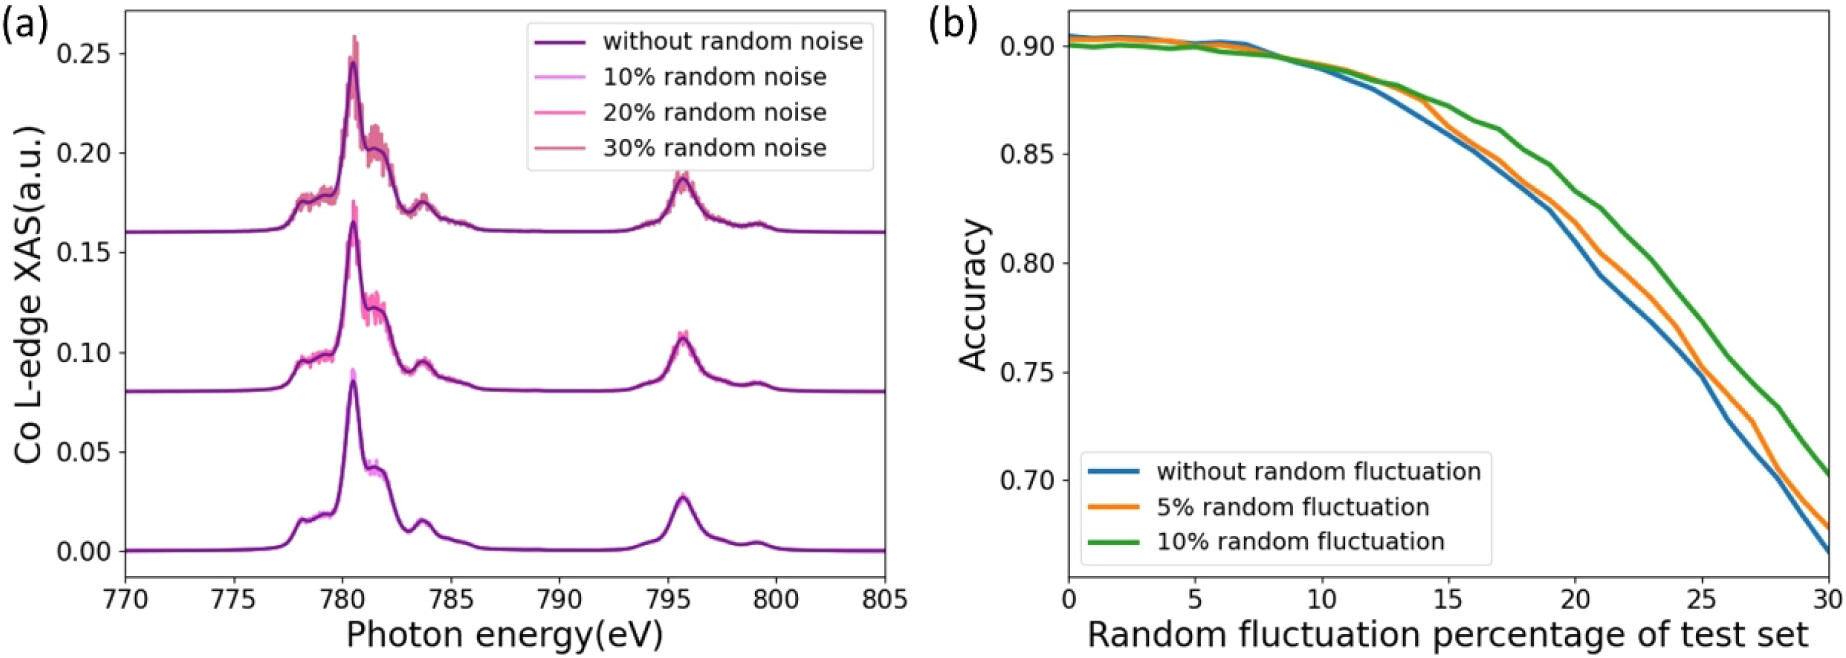 (a)
Co L-edge XAS(a.u.)
0.25
0.20
0.15
0.10
0.05
0.00
without random noise
10% random noise
20% random noise
30% random noise
770 775 780 785 790 795 800 805
Photon energy(eV)
(b)
Accuracy
0.90
0.85
0.80
0.75
0.70
without random fluctuation
5% random fluctuation
10% random fluctuation
0 5 10 15 20 25 30
Random fluctuation percentage of test set